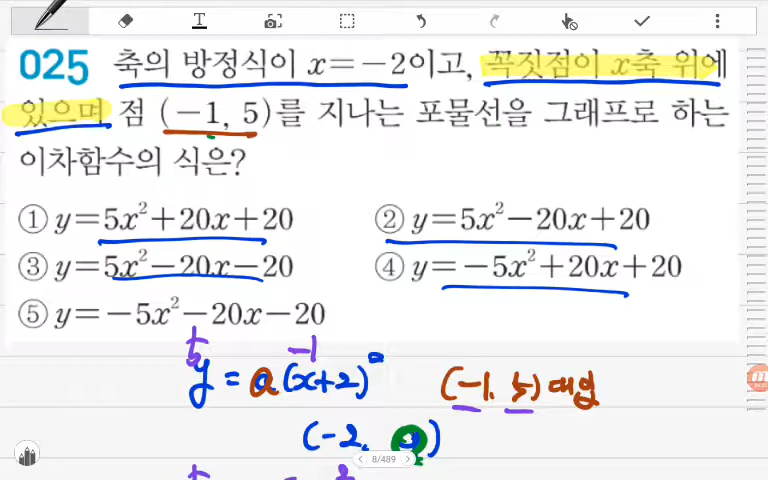 025 축의 방정식이 x=−2이고, 꼭짓점이 x축 위에
있으며 점 (−1, 5)를 지나는 포물선을 그래프로 하는
이차함수의 식은?
① y=5x²+20x+20 ② y=5x²−20x+20
③ y=5x²−20x−20 ④ y=−5x²+20x+20
⑤ y=−5x²−20x−20
5 −1
y = a(x+2)² (−1, 5) 대입
(−2, 0)
8/489